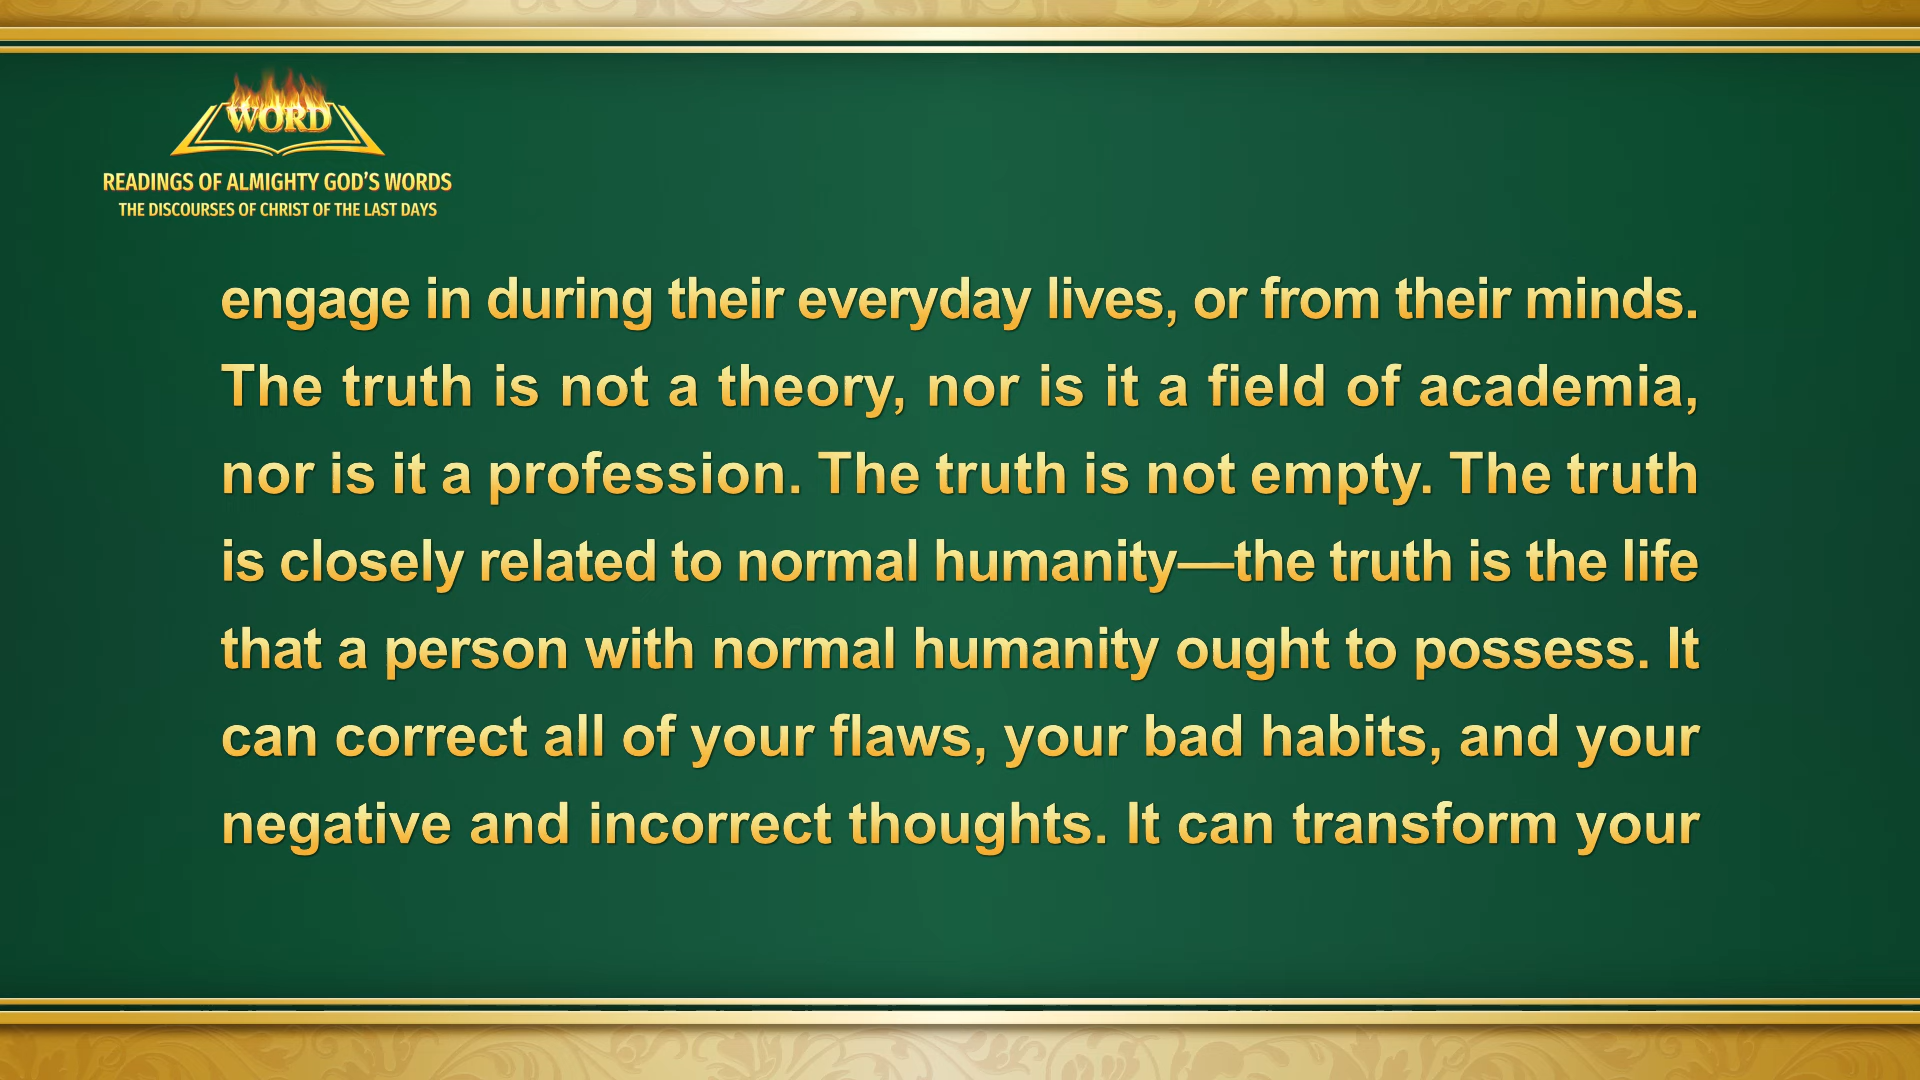 WORD
READINGS OF ALMIGHTY GOD'S WORDS
THE DISCOURSES OF CHRIST OF THE LAST DAYS
engage in during their everyday lives, or from their minds.
The truth is not a theory, nor is it a field of academia,
nor is it a profession. The truth is not empty. The truth
is closely related to normal humanity—the truth is the life
that a person with normal humanity ought to possess. It
can correct all of your flaws, your bad habits, and your
negative and incorrect thoughts. It can transform your